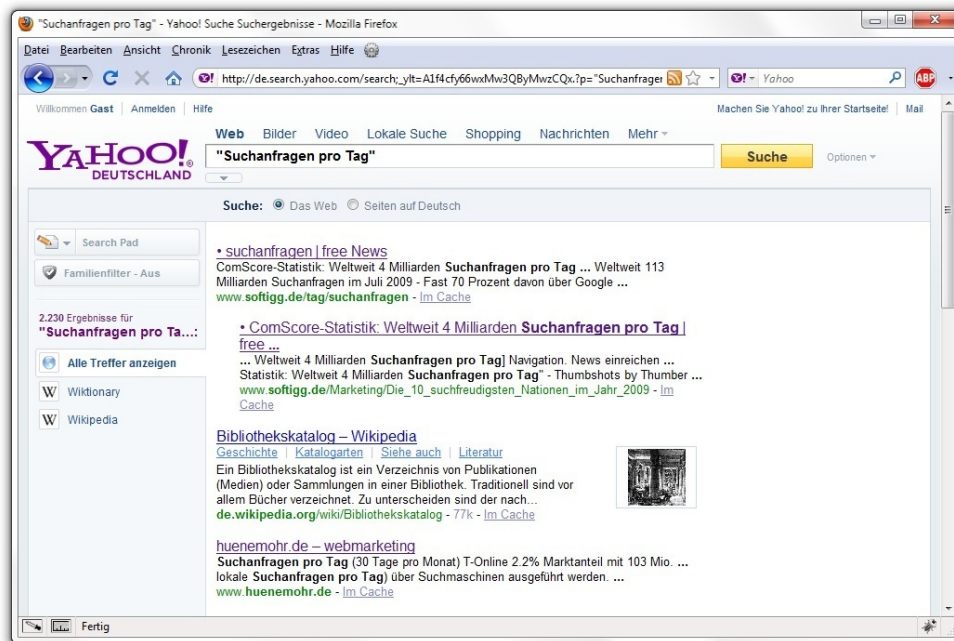 "Suchanfragen pro Tag" - Yahoo! Suche Suchergebnisse - Mozilla Firefox
Datei Bearbeiten Ansicht Chronik Lesezeichen Extras Hilfe
http://de.search.yahoo.com/search;_ylt=A1f4cfy66wxMw3QByMwzCQx.?p="Suchanfrager
Yahoo
ABP
Willkommen Gast | Anmelden | Hilfe
Machen Sie Yahoo! zu Ihrer Startseite! | Mail
Web Bilder Video Lokale Suche Shopping Nachrichten Mehr
YAHOO!®
DEUTSCHLAND
"Suchanfragen pro Tag"
Suche
Optionen
Suche: Das Web Seiten auf Deutsch
Search Pad
Familienfilter - Aus
2.230 Ergebnisse für
"Suchanfragen pro Ta...:
Alle Treffer anzeigen
W Wiktionary
W Wikipedia
• suchanfragen | free News
ComScore-Statistik: Weltweit 4 Milliarden Suchanfragen pro Tag ... Weltweit 113
Milliarden Suchanfragen im Juli 2009 - Fast 70 Prozent davon über Google ...
www.softigg.de/tag/suchanfragen - Im Cache
• ComScore-Statistik: Weltweit 4 Milliarden Suchanfragen pro Tag |
free ...
... Weltweit 4 Milliarden Suchanfragen pro Tag] Navigation. News einreichen ...
Statistik: Weltweit 4 Milliarden Suchanfragen pro Tag" - Thumbshots by Thumber ...
www.softigg.de/Marketing/Die_10_suchfreudigsten_Nationen_im_Jahr_2009 - Im
Cache
Bibliothekskatalog – Wikipedia
Geschichte | Katalogarten | Siehe auch | Literatur
Ein Bibliothekskatalog ist ein Verzeichnis von Publikationen
(Medien) oder Sammlungen in einer Bibliothek. Traditionell sind vor
allem Bücher verzeichnet. Zu unterscheiden sind der nach...
de.wikipedia.org/wiki/Bibliothekskatalog - 77k - Im Cache
huenemohr.de – webmarketing
Suchanfragen pro Tag (30 Tage pro Monat) T-Online 2.2% Marktanteil mit 103 Mio. ...
lokale Suchanfragen pro Tag) über Suchmaschinen ausgeführt werden. ...
www.huenemohr.de - Im Cache
Fertig